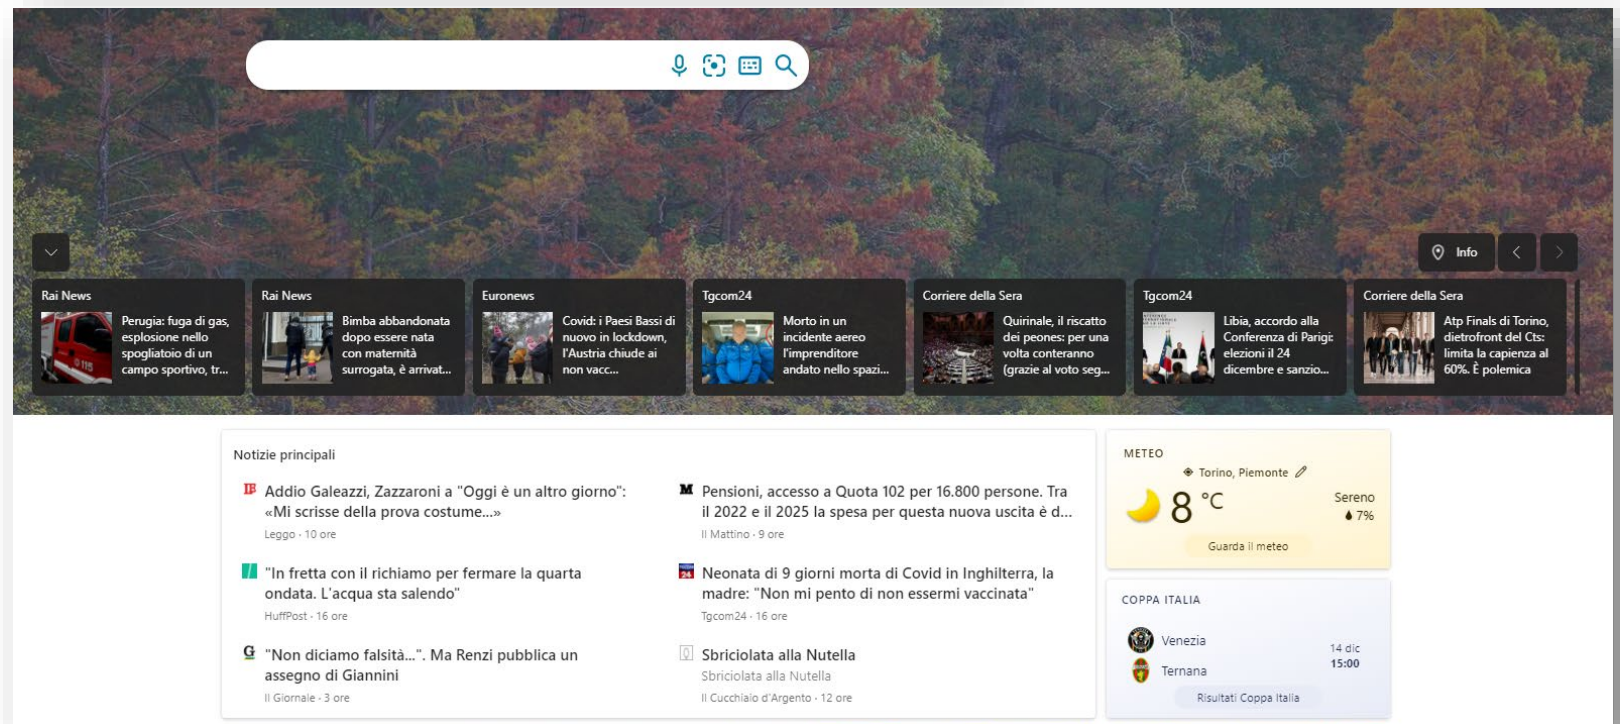 Info
Rai News
Perugia: fuga di gas,
esplosione nello
spogliatoio di un
campo sportivo, tr...
115
Rai News
Bimba abbandonata
dopo essere nata
con maternità
surrogata, è arrivat...
Euronews
Covid: i Paesi Bassi di
nuovo in lockdown,
l'Austria chiude ai
non vacc...
Tgcom24
Morto in un
incidente aereo
l'imprenditore
andato nello spazi...
Corriere della Sera
Quirinale, il riscatto
dei peones: per una
volta conteranno
(grazie al voto seg...
Tgcom24
Libia, accordo alla
Conferenza di Parigi:
elezioni il 24
dicembre e sanzio...
Corriere della Sera
Atp Finals di Torino,
dietrofront del Cts:
limita la capienza al
60%. È polemica
Notizie principali
Addio Galeazzi, Zazzaroni a "Oggi è un altro giorno":
«Mi scrisse della prova costume...»
Leggo · 10 ore
"In fretta con il richiamo per fermare la quarta
ondata. L'acqua sta salendo"
HuffPost · 16 ore
G
"Non diciamo falsità...". Ma Renzi pubblica un
assegno di Giannini
Il Giornale · 3 ore
M
Pensioni, accesso a Quota 102 per 16.800 persone. Tra
il 2022 e il 2025 la spesa per questa nuova uscita è d...
Il Mattino · 9 ore
24
Neonata di 9 giorni morta di Covid in Inghilterra, la
madre: "Non mi pento di non essermi vaccinata"
Tgcom24 · 16 ore
Sbriciolata alla Nutella
Sbriciolata alla Nutella
Il Cucchiaio d'Argento · 12 ore
METEO
Torino, Piemonte
8 °C
Sereno
7%
Guarda il meteo
COPPA ITALIA
Venezia
Ternana
14 dic
15:00
Risultati Coppa Italia